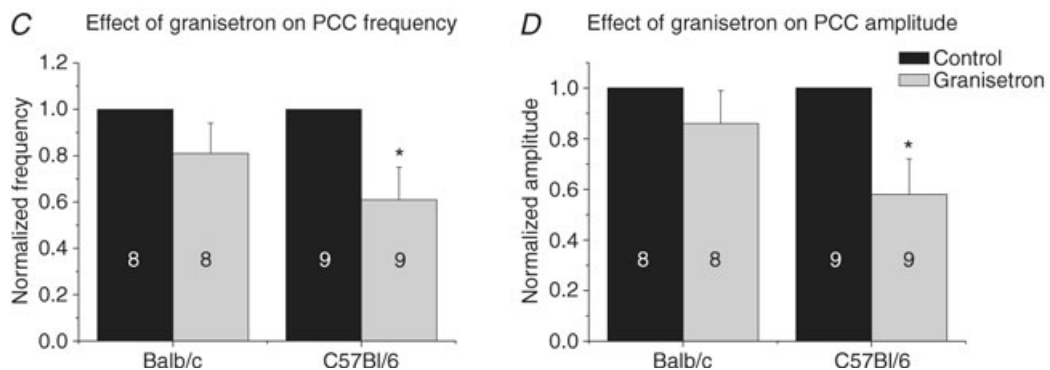 C Effect of granisetron on PCC frequency
Normalized frequency
1.2
1.0
0.8
0.6
0.4
0.2
0.0
*
8 8 9 9
Balb/c C57Bl/6
D Effect of granisetron on PCC amplitude
Control
Granisetron
Normalized amplitude
1.0
0.8
0.6
0.4
0.2
0.0
*
8 8 9 9
Balb/c C57Bl/6